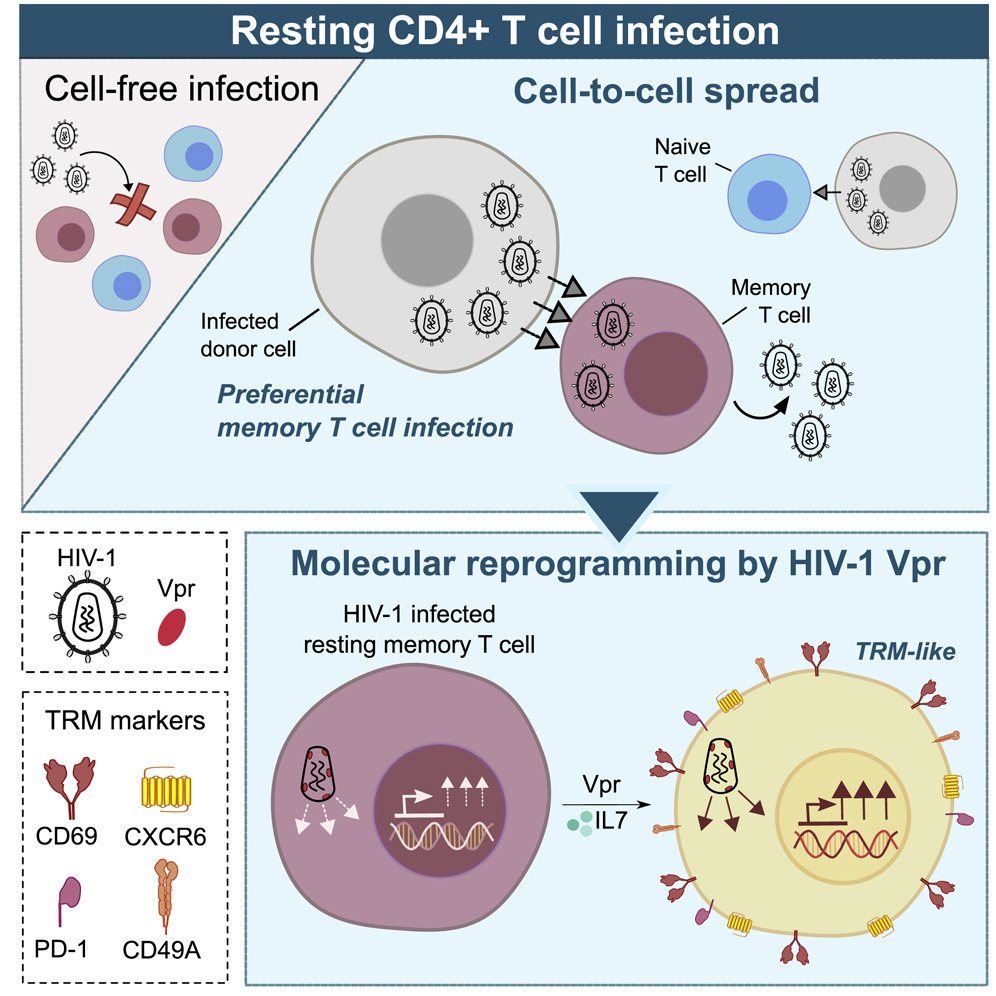 Resting CD4+ T cell infection
Cell-free infection
Cell-to-cell spread
Naive
T cell
Infected
donor cell
Memory
T cell
Preferential
memory T cell infection
HIV-1
Vpr
TRM markers
CD69
CXCR6
PD-1
CD49A
Molecular reprogramming by HIV-1 Vpr
HIV-1 infected
resting memory T cell
Vpr
IL7
TRM-like